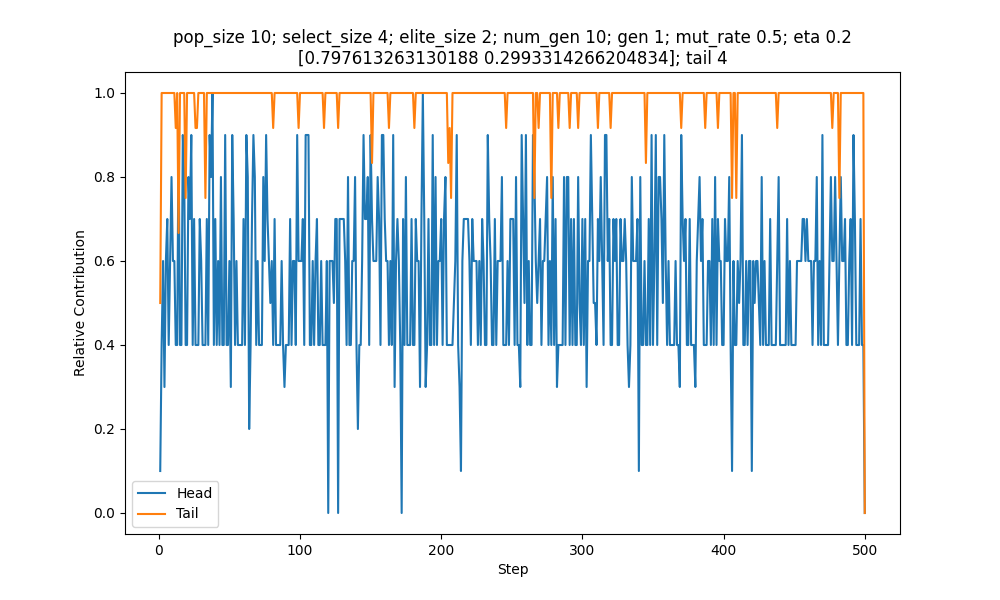 pop_size 10; select_size 4; elite_size 2; num_gen 10; gen 1; mut_rate 0.5; eta 0.2
[0.797613263130188 0.2993314266204834]; tail 4
Relative Contribution
1.0
0.8
0.6
0.4
0.2
0.0
Head
Tail
0
100
200
300
400
500
Step